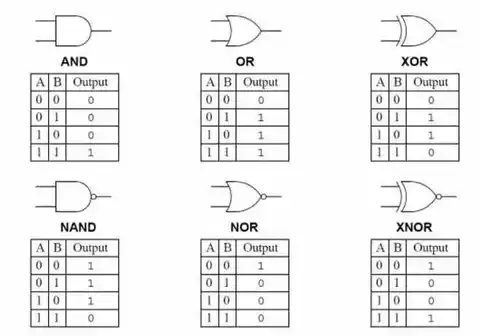 AND OR XOR
A B Output A B Output A B Output
0 0 0 0 0 0 0 0 0
0 1 0 0 1 1 0 1 1
1 0 0 1 0 1 1 0 1
1 1 1 1 1 1 1 1 0
NAND NOR XNOR
A B Output A B Output A B Output
0 0 1 0 0 1 0 0 1
0 1 1 0 1 0 0 1 0
1 0 1 1 0 0 1 0 0
1 1 0 1 1 0 1 1 1